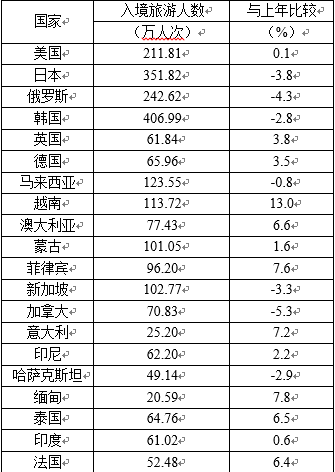 国家 入境旅游人数 与上年比较
（万人次） （%）
美国 211.81 0.1
日本 351.82 -3.8
俄罗斯 242.62 -4.3
韩国 406.99 -2.8
英国 61.84 3.8
德国 65.96 3.5
马来西亚 123.55 -0.8
越南 113.72 13.0
澳大利亚 77.43 6.6
蒙古 101.05 1.6
菲律宾 96.20 7.6
新加坡 102.77 -3.3
加拿大 70.83 -5.3
意大利 25.20 7.2
印尼 62.20 2.2
哈萨克斯坦 49.14 -2.9
缅甸 20.59 7.8
泰国 64.76 6.5
印度 61.02 0.6
法国 52.48 6.4